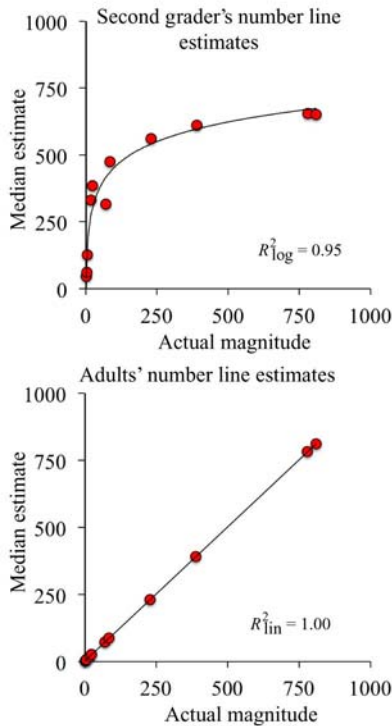 Second grader's number line
estimates
1000
750
500
250
0
Median estimate
R²log = 0.95
0 250 500 750 1000
Actual magnitude
Adults' number line estimates
1000
750
500
250
0
Median estimate
R²lin = 1.00
0 250 500 750 1000
Actual magnitude